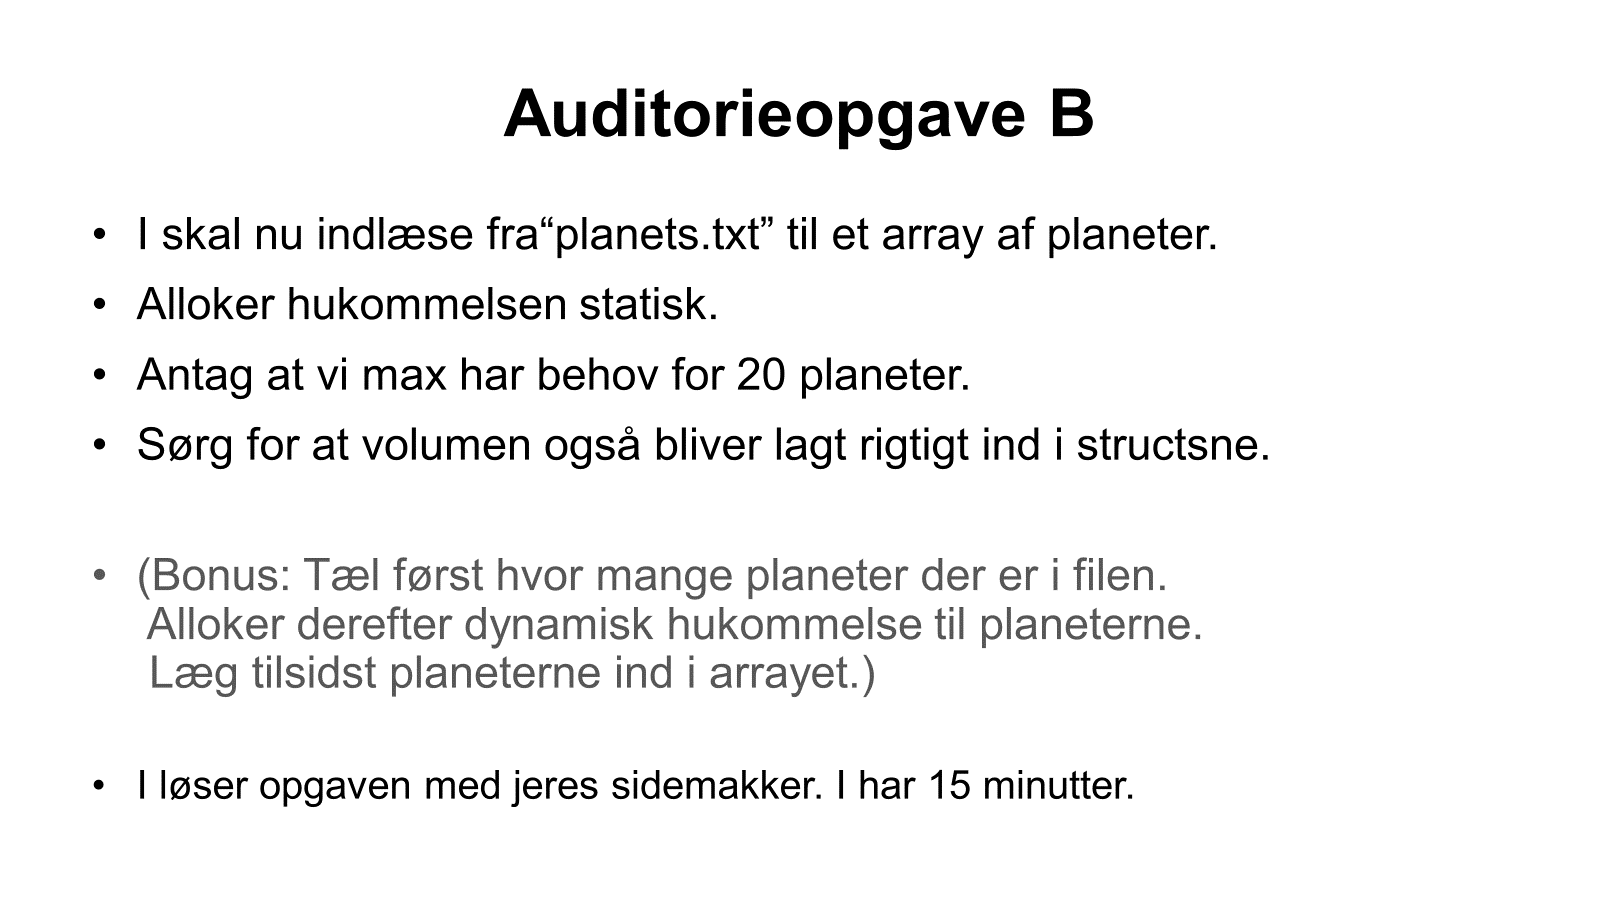 Auditorieopgave B
• I skal nu indlæse fra“planets.txt” til et array af planeter.
• Alloker hukommelsen statisk.
• Antag at vi max har behov for 20 planeter.
• Sørg for at volumen også bliver lagt rigtigt ind i structsne.
• (Bonus: Tæl først hvor mange planeter der er i filen.
Alloker derefter dynamisk hukommelse til planeterne.
Læg tilsidst planeterne ind i arrayet.)
• I løser opgaven med jeres sidemakker. I har 15 minutter.